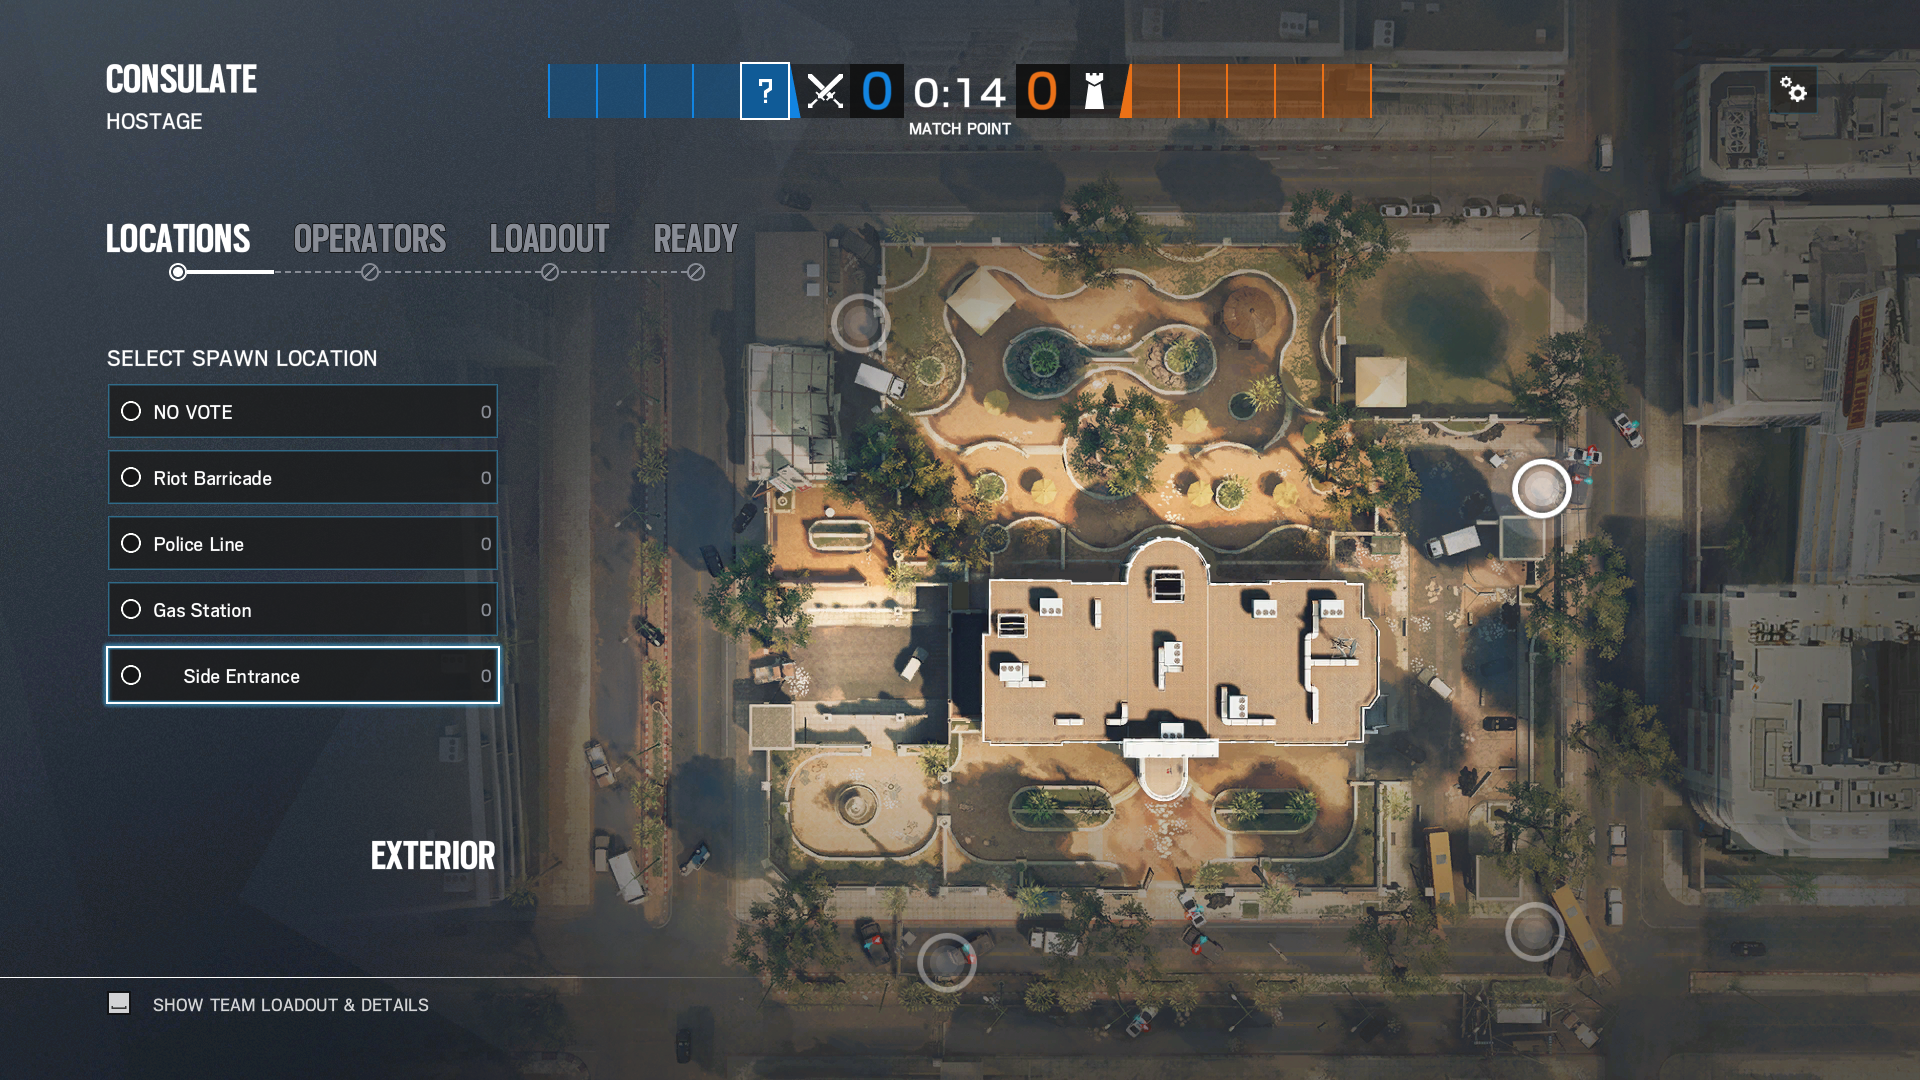 CONSULATE
HOSTAGE
? 0 0:14 0
MATCH POINT
LOCATIONS OPERATORS LOADOUT READY
SELECT SPAWN LOCATION
NO VOTE 0
Riot Barricade 0
Police Line 0
Gas Station 0
Side Entrance 0
EXTERIOR
SHOW TEAM LOADOUT & DETAILS